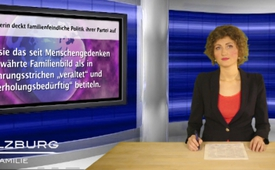 erin deckt familienfeindliche Politik ihrer Partei auf
sie das seit Menschengedenken
währte Familienbild als in
hrungsstrichen „veraltet“ und
erholungsbedürftig“ betiteln.
LZBURG
AMILIE